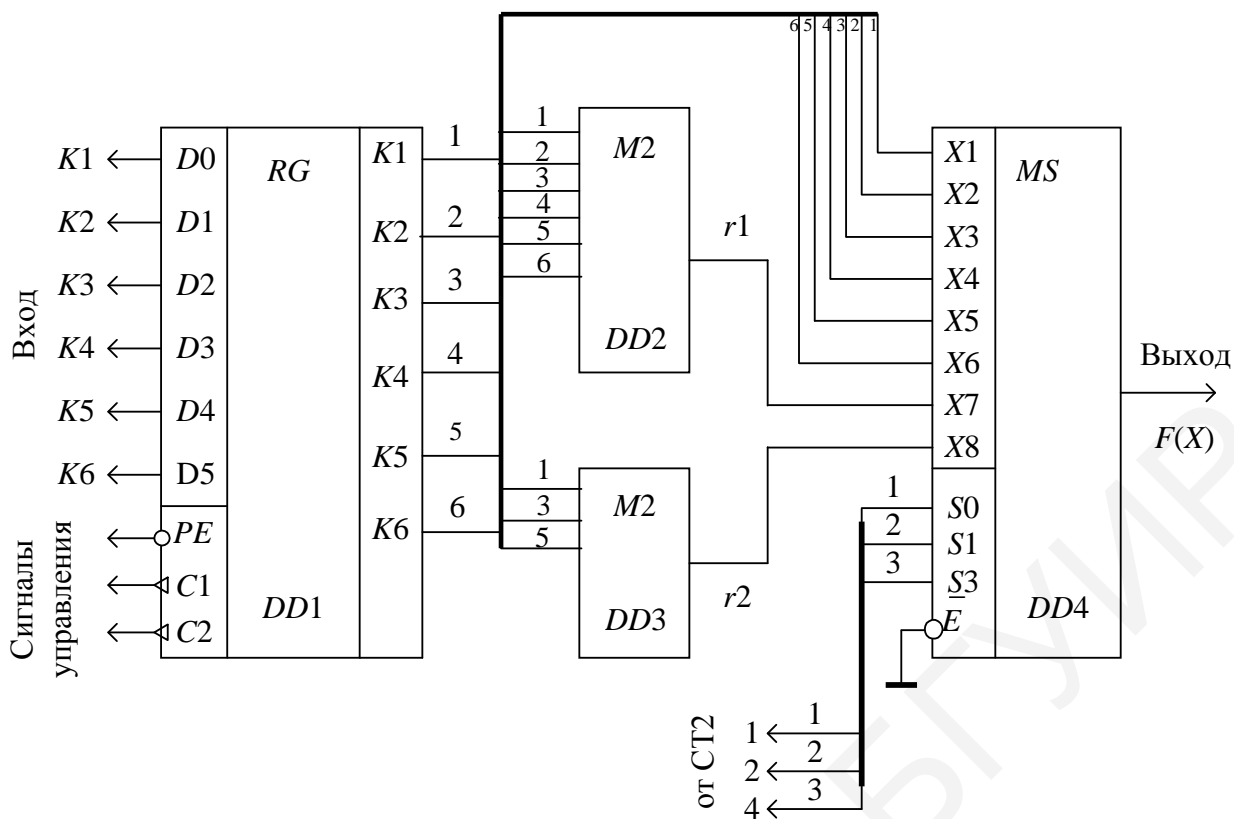 6 5 4 3 2 1
Вход
K1
K2
K3
K4
K5
K6
Сигналы
управления
D0
D1
D2
D3
D4
D5
PE
C1
C2
RG
DD1
K1
K2
K3
K4
K5
K6
1
2
3
4
5
6
1
2
3
4
5
6
M2
DD2
r1
1
3
5
M2
DD3
r2
X1
X2
X3
X4
X5
X6
X7
X8
1
2
3
S0
S1
S3
E̅
MS
DD4
Выход
F(X)
от СТ2
1
2
4
1
2
3
БГУИР